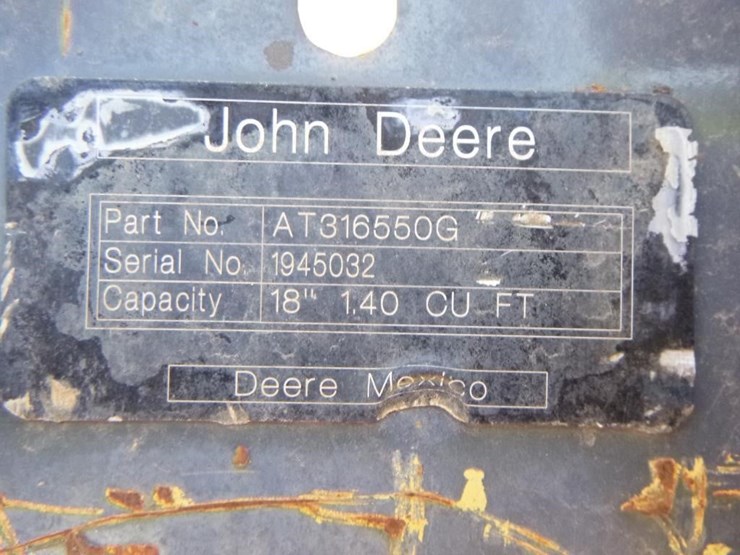 John Deere
Part No. AT316550G
Serial No. 1945032
Capacity 18" 1.40 CU FT
Deere Mexico